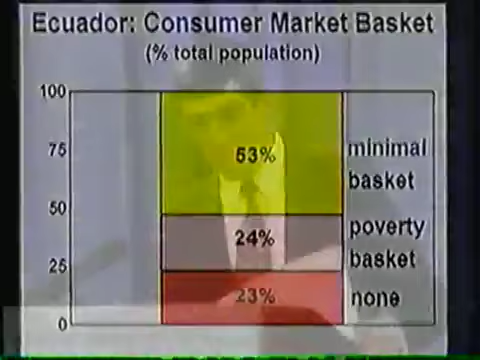 Ecuador: Consumer Market Basket
(% total population)
100
75
50
25
0
53%
24%
23%
minimal
basket
poverty
basket
none